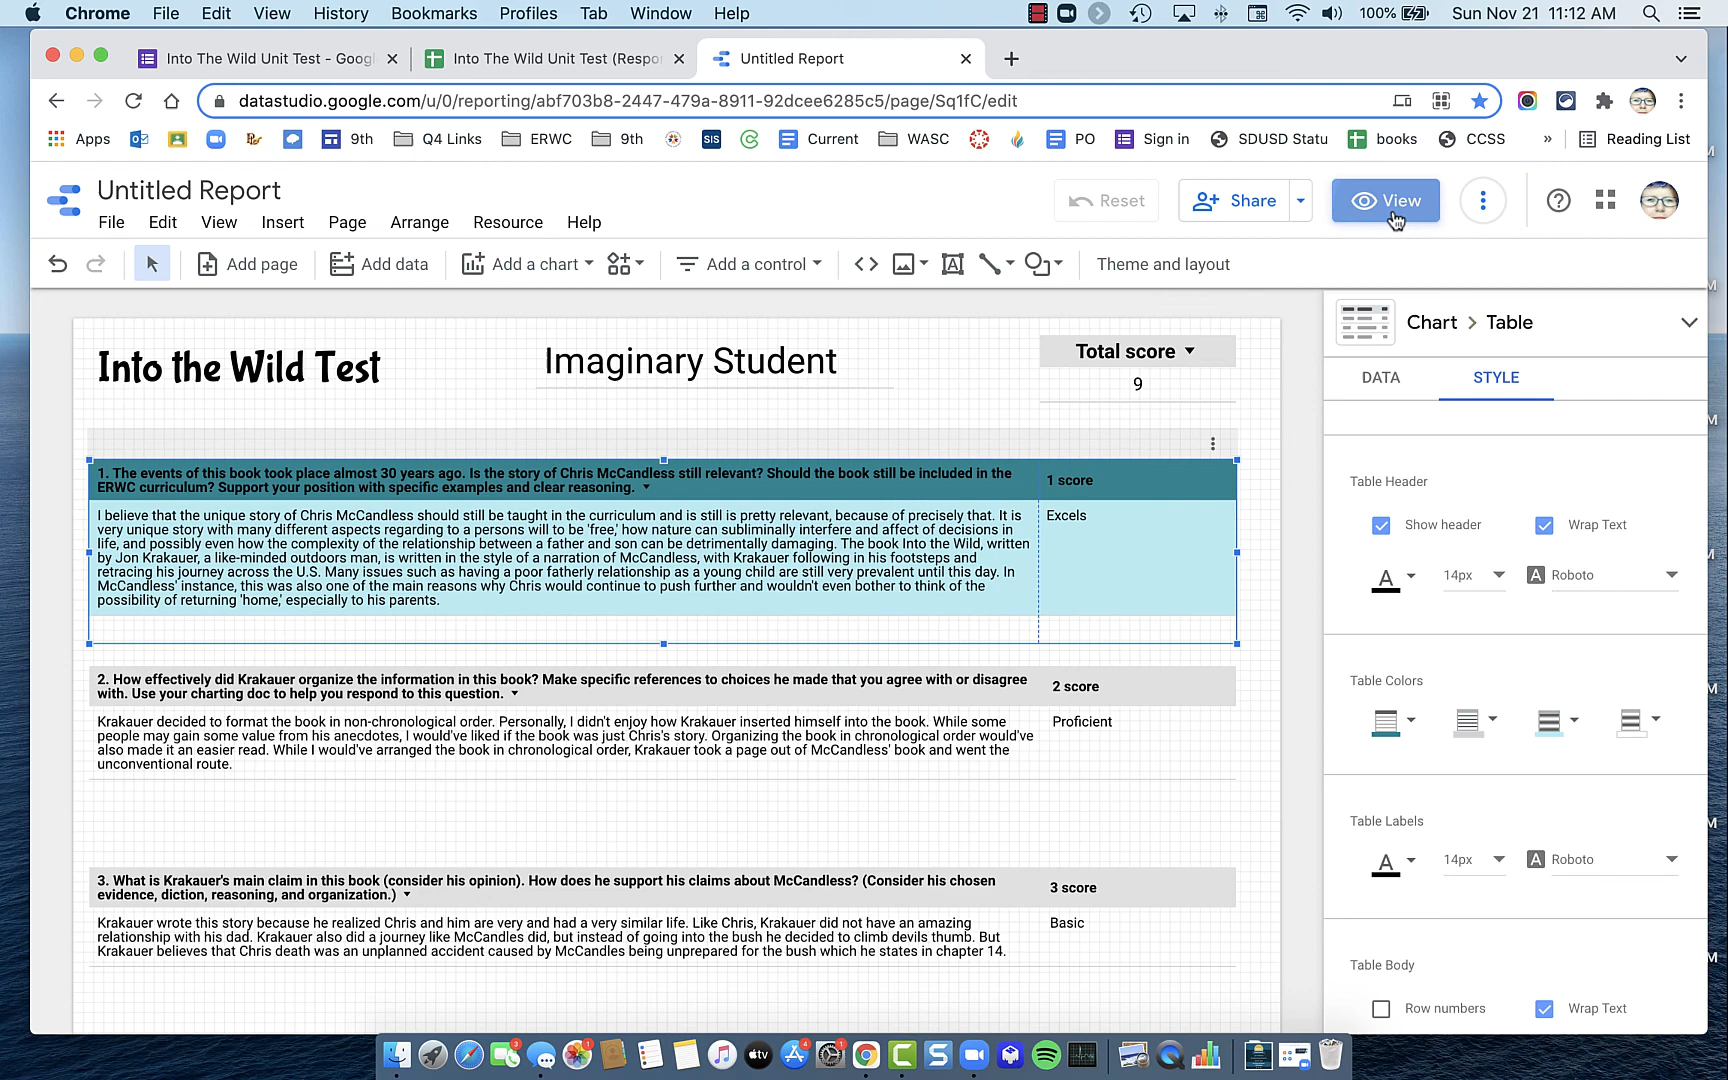 Chrome File Edit View History Bookmarks Profiles Tab Window Help 100% Sun Nov 21 11:12 AM
Into The Wild Unit Test - Googl Into The Wild Unit Test (Respo Untitled Report
datastudio.google.com/u/0/reporting/abf703b8-2447-479a-8911-92dcee6285c5/page/Sq1fC/edit
Apps 9th Q4 Links ERWC 9th SIS Current WASC PO Sign in SDUSD Statu books CCSS » Reading List
Untitled Report
Reset Share View
File Edit View Insert Page Arrange Resource Help
Add page Add data Add a chart Add a control Theme and layout
Chart > Table
DATA STYLE
Into the Wild Test
Imaginary Student
Total score
9
1. The events of this book took place almost 30 years ago. Is the story of Chris McCandless still relevant? Should the book still be included in the
ERWC curriculum? Support your position with specific examples and clear reasoning.
1 score
I believe that the unique story of Chris McCandless should still be taught in the curriculum and is still is pretty relevant, because of precisely that. It is
very unique story with many different aspects regarding to a persons will to be 'free,' how nature can subliminally interfere and affect of decisions in
life, and possibly even how the complexity of the relationship between a father and son can be detrimentally damaging. The book Into the Wild, written
by Jon Krakauer, a like-minded outdoors man, is written in the style of a narration of McCandless, with Krakauer following in his footsteps and
retracing his journey across the U.S. Many issues such as having a poor fatherly relationship as a young child are still very prevalent until this day. In
McCandless' instance, this was also one of the main reasons why Chris would continue to push further and wouldn't even bother to think of the
possibility of returning 'home,' especially to his parents.
Excels
2. How effectively did Krakauer organize the information in this book? Make specific references to choices he made that you agree with or disagree
with. Use your charting doc to help you respond to this question.
2 score
Krakauer decided to format the book in non-chronological order. Personally, I didn't enjoy how Krakauer inserted himself into the book. While some
people may gain some value from his anecdotes, I would've liked if the book was just Chris's story. Organizing the book in chronological order would've
also made it an easier read. While I would've arranged the book in chronological order, Krakauer took a page out of McCandless' book and went the
unconventional route.
Proficient
3. What is Krakauer's main claim in this book (consider his opinion). How does he support his claims about McCandless? (Consider his chosen
evidence, diction, reasoning, and organization.)
3 score
Krakauer wrote this story because he realized Chris and him are very and had a very similar life. Like Chris, Krakauer did not have an amazing
relationship with his dad. Krakauer also did a journey like McCandles did, but instead of going into the bush he decided to climb devils thumb. But
Krakauer believes that Chris death was an unplanned accident caused by McCandles being unprepared for the bush which he states in chapter 14.
Basic
Table Header
Show header Wrap Text
A 14px A Roboto
Table Colors
Table Labels
A 14px A Roboto
Table Body
Row numbers Wrap Text